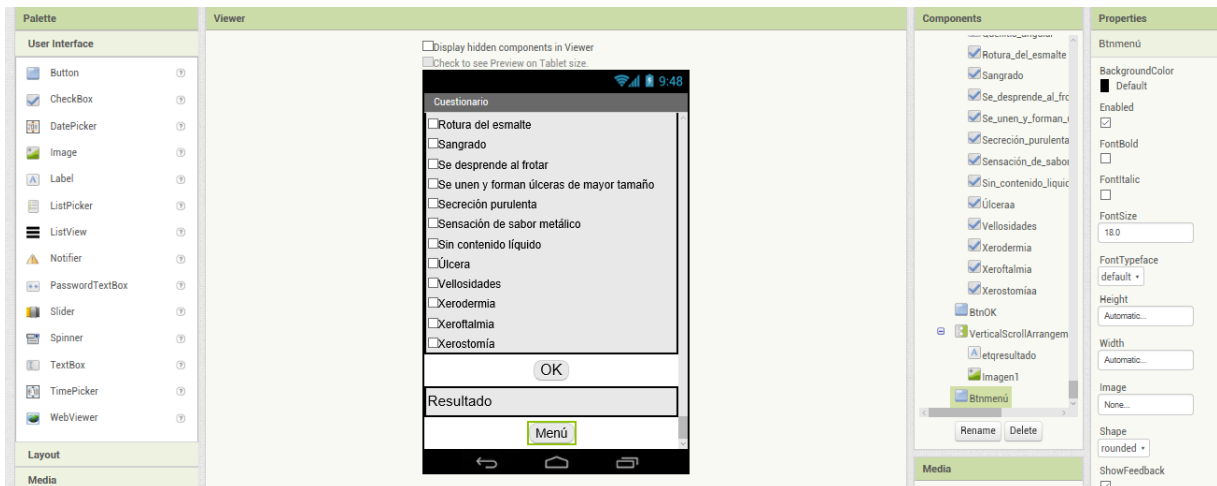 Palette
User Interface
Button
CheckBox
DatePicker
Image
Label
ListPicker
ListView
Notifier
PasswordTextBox
Slider
Spinner
TextBox
TimePicker
WebViewer
Layout
Media
Viewer
Display hidden components in Viewer
Check to see Preview on Tablet size.
9:48
Cuestionario
Rotura del esmalte
Sangrado
Se desprende al frotar
Se unen y forman úlceras de mayor tamaño
Secreción purulenta
Sensación de sabor metálico
Sin contenido líquido
Úlcera
Vellosidades
Xerodermia
Xeroftalmia
Xerostomía
OK
Resultado
Menú
Components
Rotura_del_esmalte
Sangrado
Se_desprende_al_frc
Se_unen_y_forman_
Secreción_purulenta
Sensación_de_sabor
Sin_contenido_liquic
Úlceraa
Vellosidades
Xerodermia
Xeroftalmia
Xerostomíaa
BtnOK
VerticalScrollArrangem
etqresultado
Imagen1
Btnmenú
Rename Delete
Media
Properties
Btnmenú
BackgroundColor
Default
Enabled
FontBold
FontItalic
FontSize
18.0
FontTypeface
default
Height
Automatic...
Width
Automatic...
Image
None...
Shape
rounded
ShowFeedback